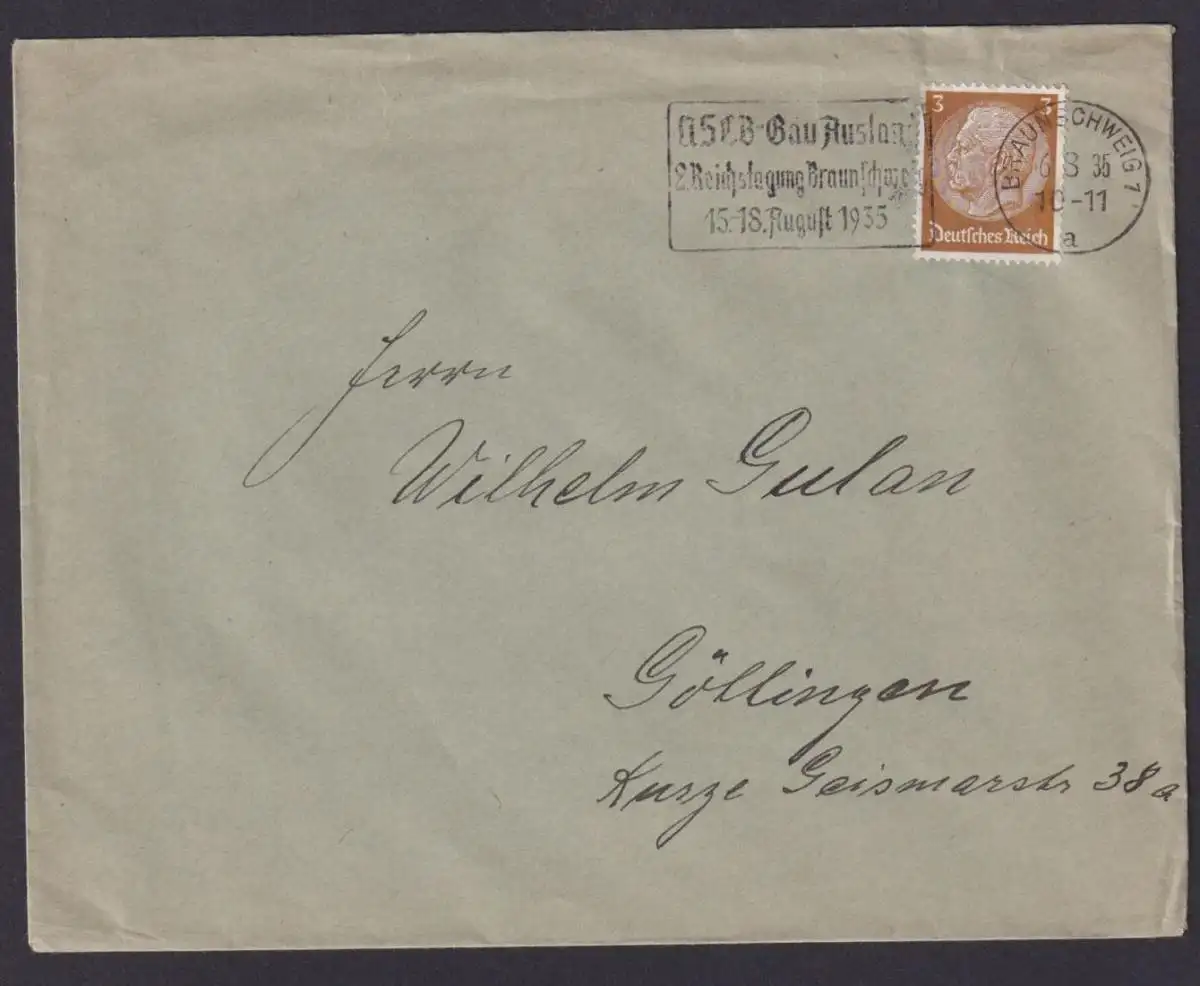 NSLB-Gau Ausland
2. Reichstagung Braunschweig
15.-18. August 1935
3 3
Deutsches Reich
BRAUNSCHWEIG 1
6.8 35
10-11
a
Herrn
Wilhelm Gulan
Göttingen
Kurze Geismarstr 38a